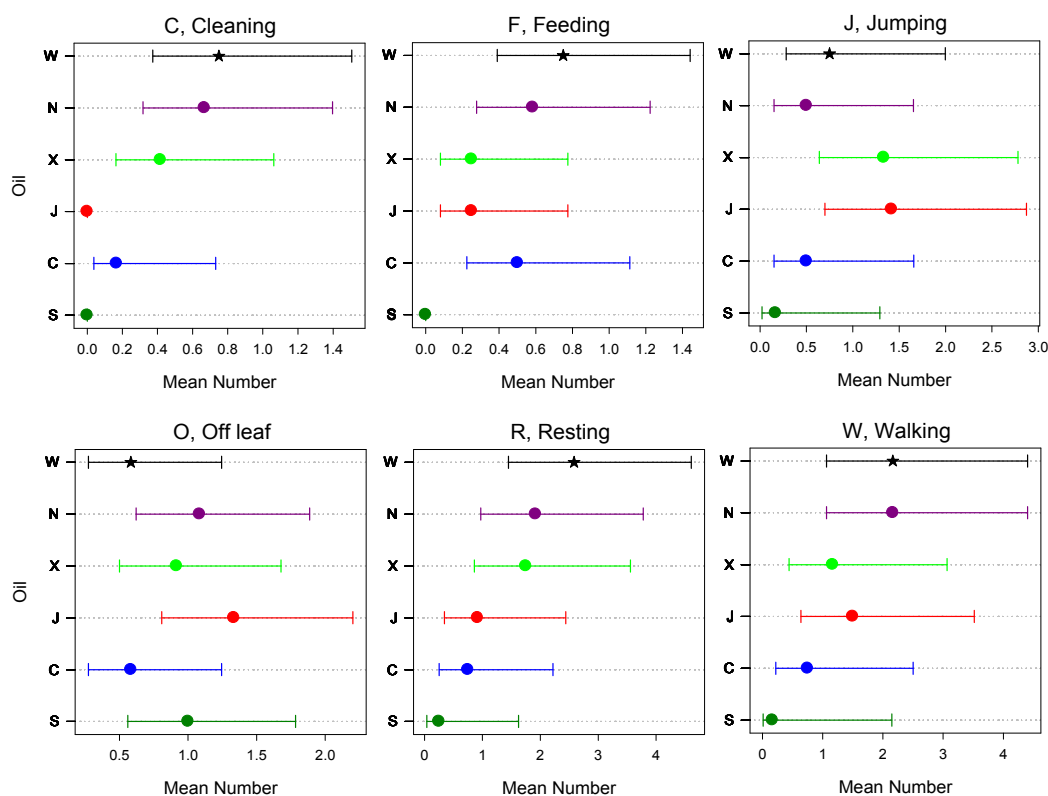 C, Cleaning
F, Feeding
J, Jumping
Oil
W
N
X
J
C
S
W
N
X
J
C
S
W
N
X
J
C
S
0.0 0.2 0.4 0.6 0.8 1.0 1.2 1.4
0.0 0.2 0.4 0.6 0.8 1.0 1.2 1.4
0.0 0.5 1.0 1.5 2.0 2.5 3.0
Mean Number
Mean Number
Mean Number
O, Off leaf
R, Resting
W, Walking
Oil
W
N
X
J
C
S
W
N
X
J
C
S
W
N
X
J
C
S
0.5 1.0 1.5 2.0
0 1 2 3 4
0 1 2 3 4
Mean Number
Mean Number
Mean Number